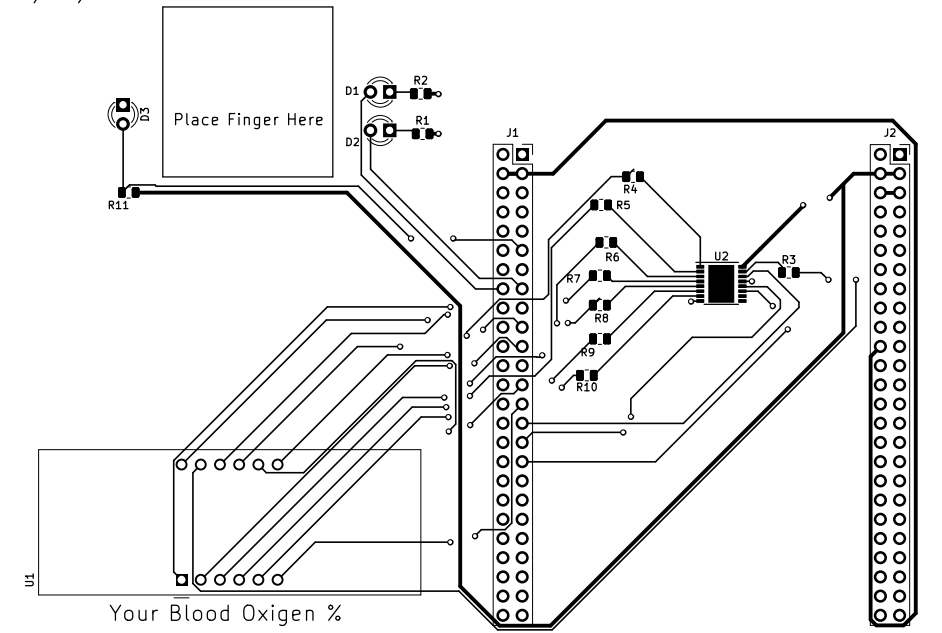 R2
D1
Place Finger Here
D3
R1
D2
J1
J2
R4
R11
R5
R6
U2
R3
R7
R8
R9
R10
U1
Your Blood Oxigen %